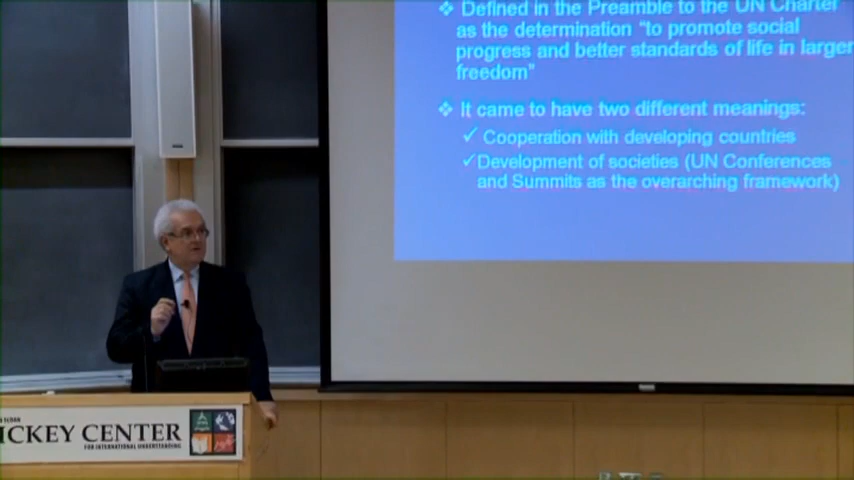 ❖ Defined in the Preamble to the UN Charter
as the determination "to promote social
progress and better standards of life in larger
freedom"
❖ It came to have two different meanings:
✓ Cooperation with developing countries
✓Development of societies (UN Conferences
and Summits as the overarching framework)
ICKEY CENTER
FOR INTERNATIONAL UNDERSTANDING